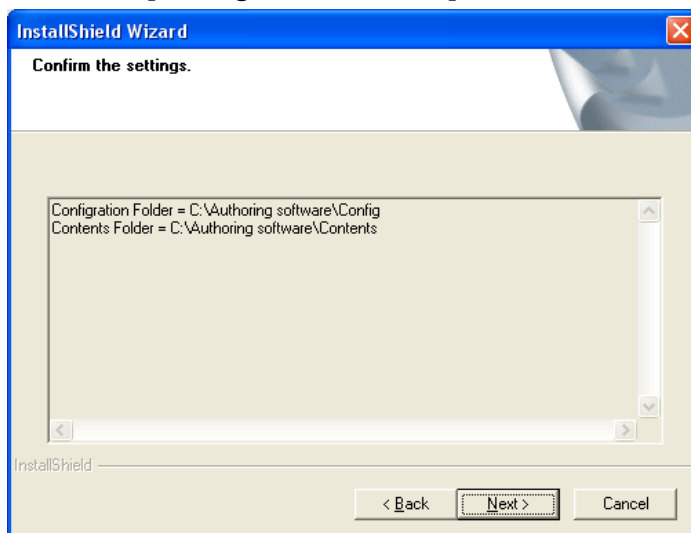 InstallShield Wizard
Confirm the settings.
Configration Folder = C:\Authoring software\Config
Contents Folder = C:\Authoring software\Contents
InstallShield
< Back
Next >
Cancel